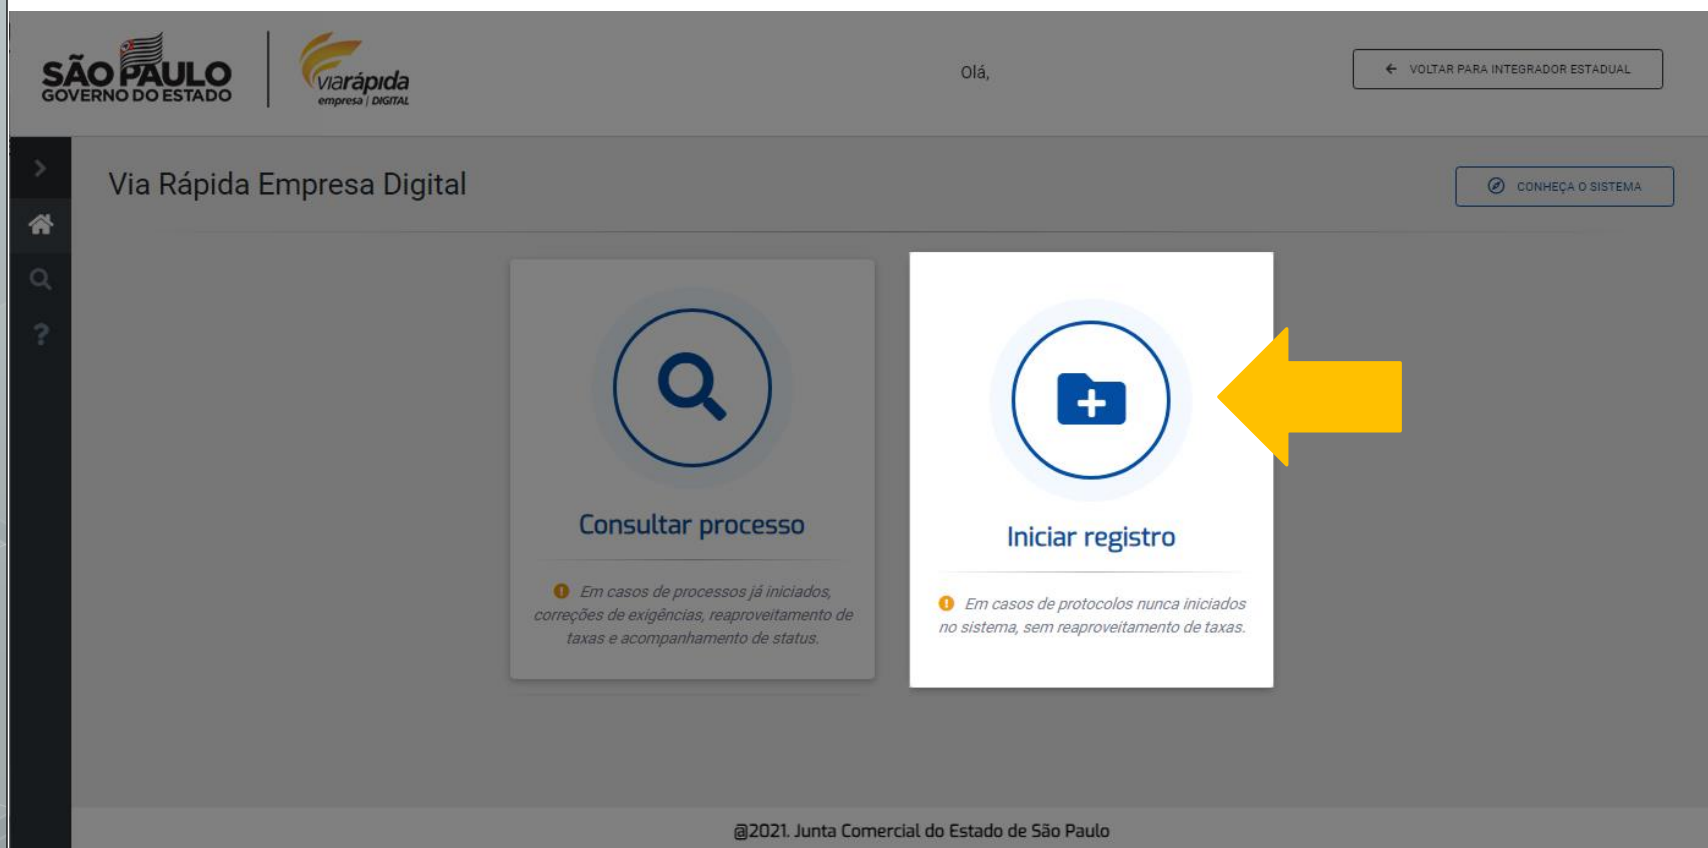 SÃO PAULO
GOVERNO DO ESTADO
viarápida
empresa | DIGITAL
Olá,
VOLTAR PARA INTEGRADOR ESTADUAL
Via Rápida Empresa Digital
CONHEÇA O SISTEMA
Consultar processo
Em casos de processos já iniciados,
correções de exigências, reaproveitamento de
taxas e acompanhamento de status.
Iniciar registro
Em casos de protocolos nunca iniciados
no sistema, sem reaproveitamento de taxas.
@2021. Junta Comercial do Estado de São Paulo